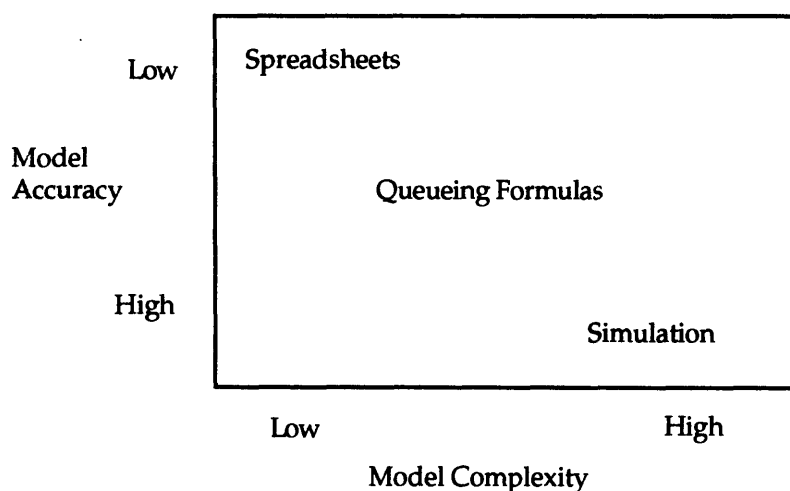 Low
Spreadsheets
Model
Accuracy
Queueing Formulas
High
Simulation
Low
High
Model Complexity